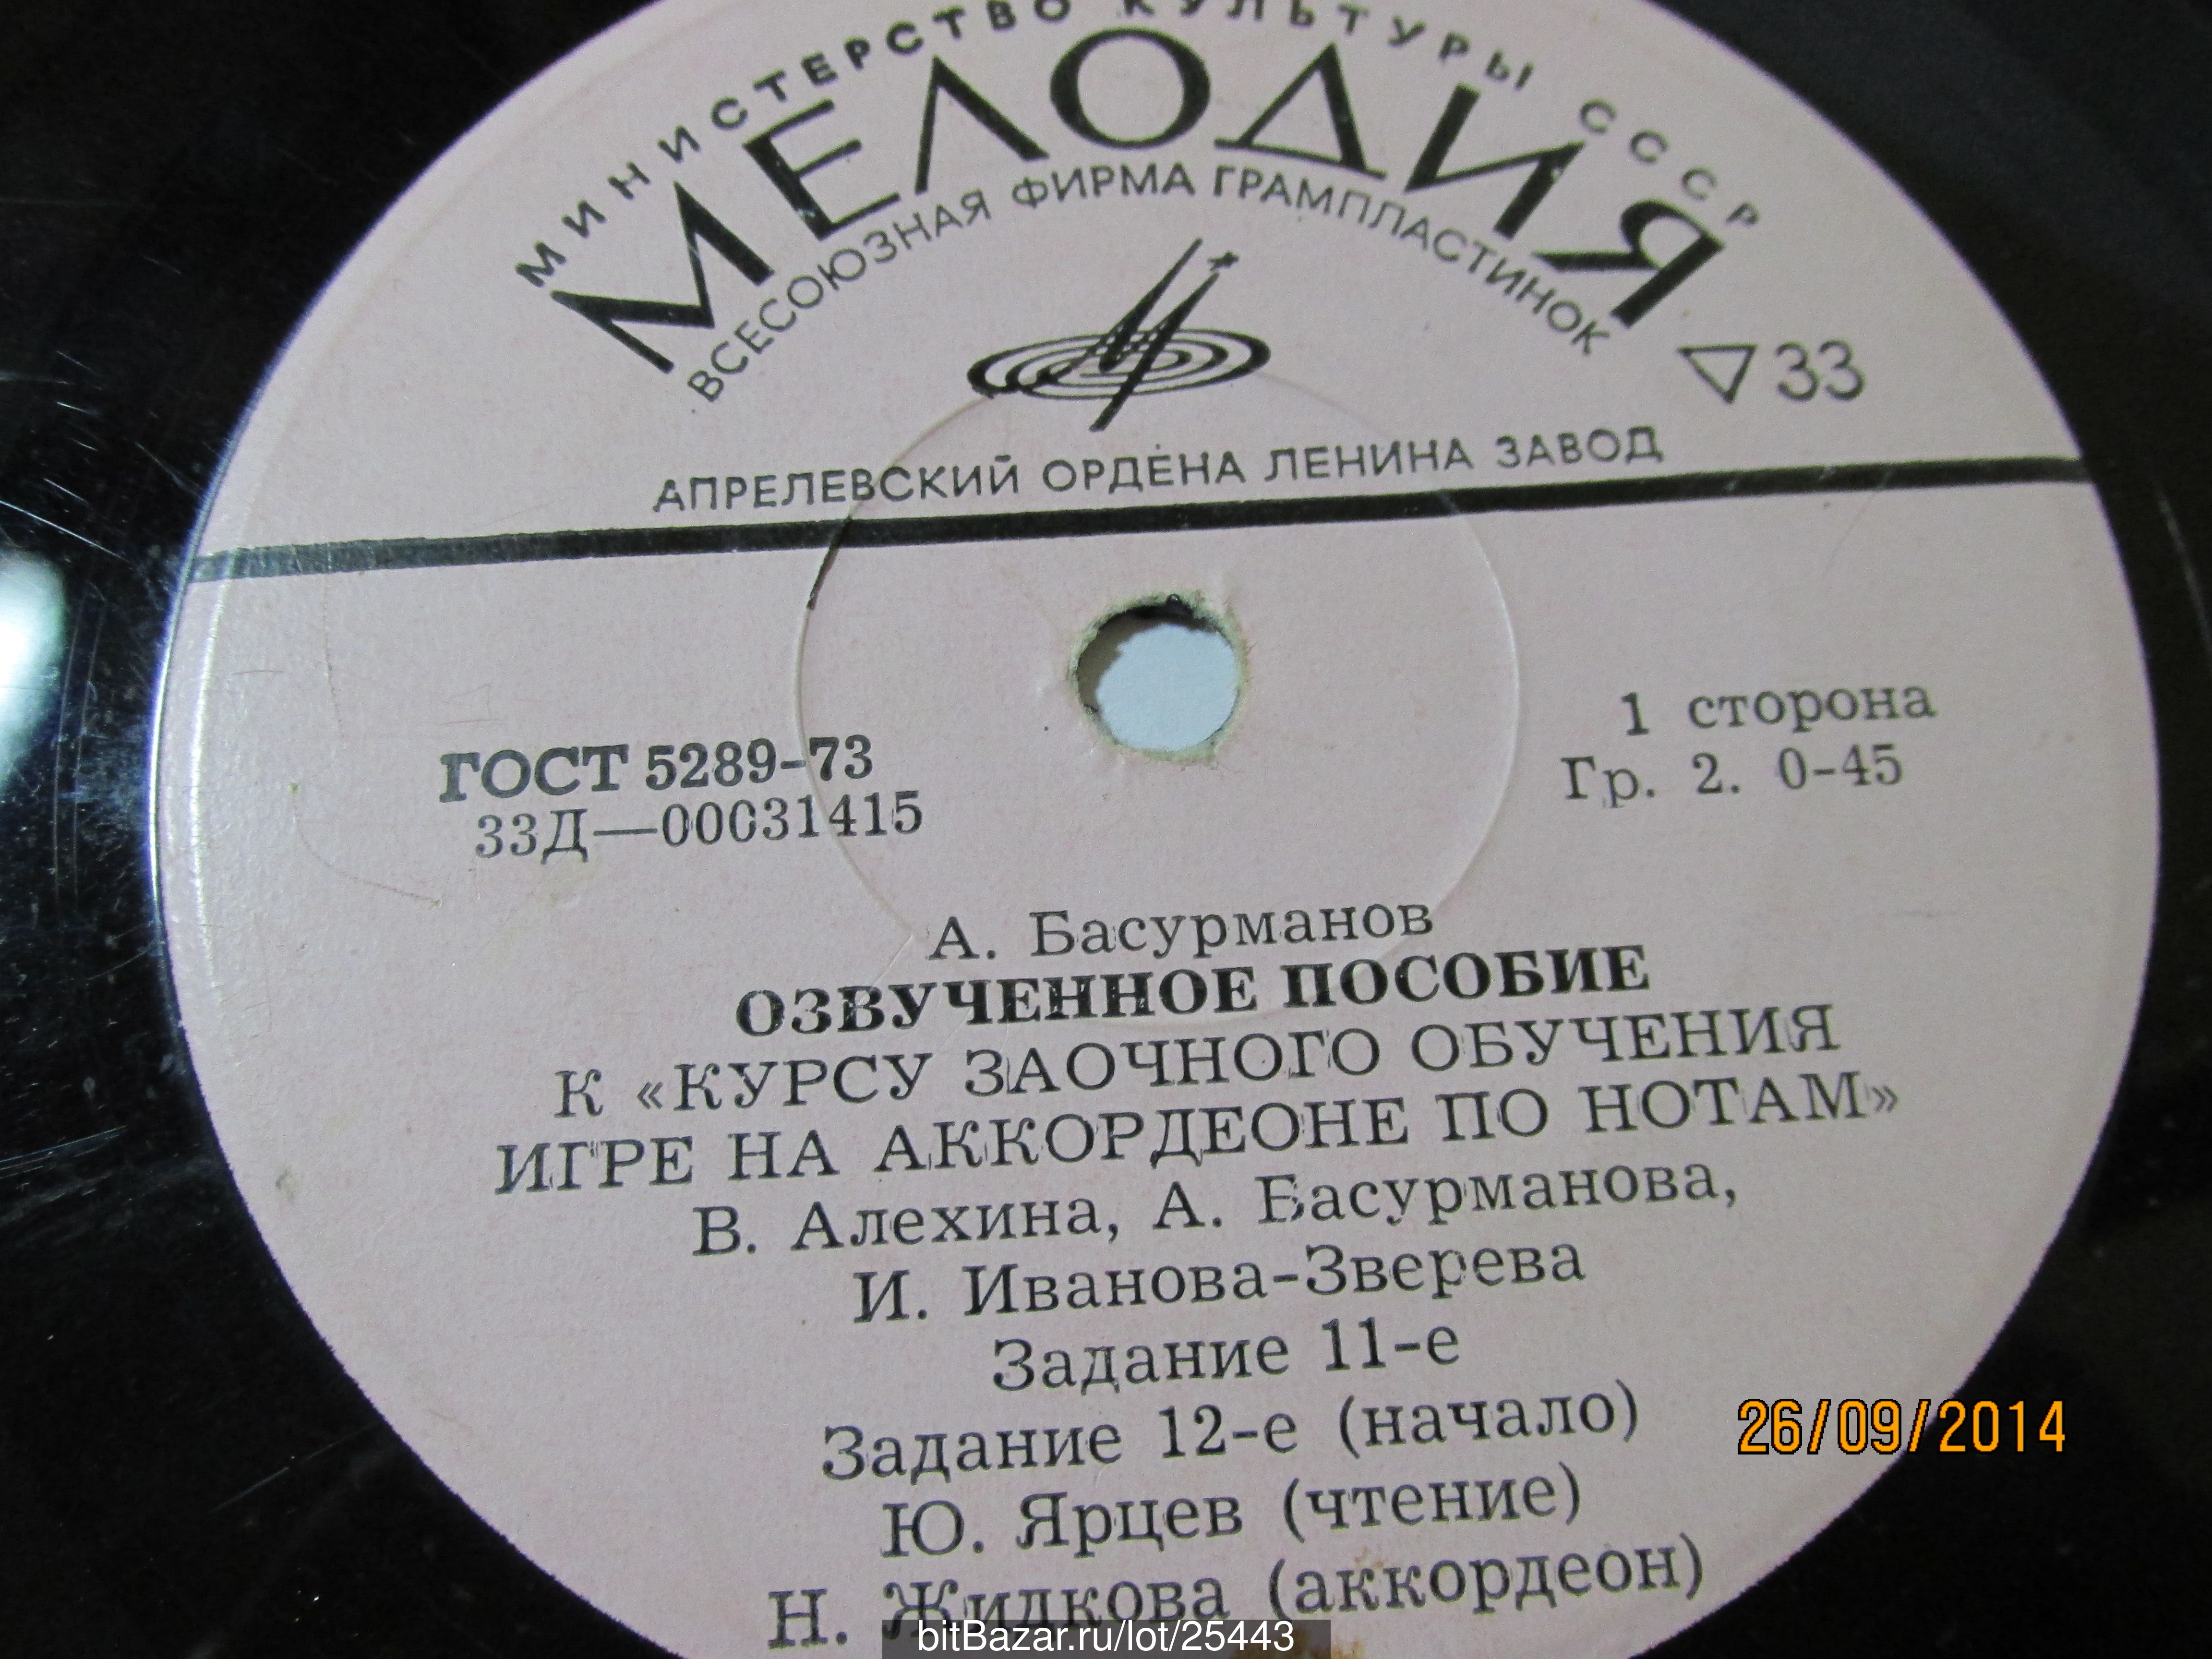 МИНИСТЕРСТВО КУЛЬТУРЫ СССР
МЕЛОДИЯ
ВСЕСОЮЗНАЯ ФИРМА ГРАМПЛАСТИНОК
33
АПРЕЛЕВСКИЙ ОРДЕНА ЛЕНИНА ЗАВОД
1 сторона
ГОСТ 5289-73
Гр. 2. 0-45
33Д—00031415
А. Басурманов
ОЗВУЧЕННОЕ ПОСОБИЕ
К «КУРСУ ЗАОЧНОГО ОБУЧЕНИЯ
ИГРЕ НА АККОРДЕОНЕ ПО НОТАМ»
В. Алехина, А. Басурманова,
И. Иванова-Зверева
Задание 11-е
Задание 12-е (начало)
26/09/2014
Ю. Ярцев (чтение)
Н. Жидкова (аккордеон)
bitBazar.ru/lot/25443